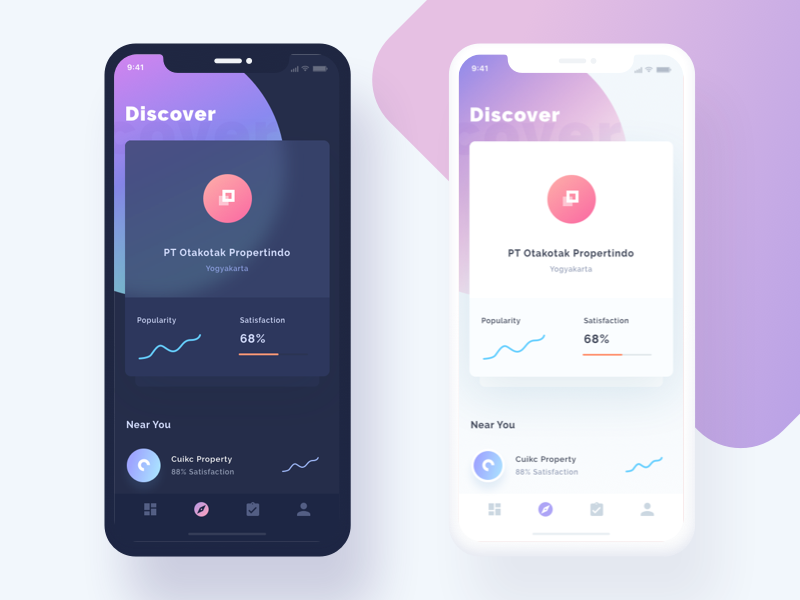 9:41
Discover
PT Otakotak Propertindo
Yogyakarta
Popularity
Satisfaction
68%
Near You
Cuikc Property
88% Satisfaction
9:41
Discover
PT Otakotak Propertindo
Yogyakarta
Popularity
Satisfaction
68%
Near You
Cuikc Property
88% Satisfaction